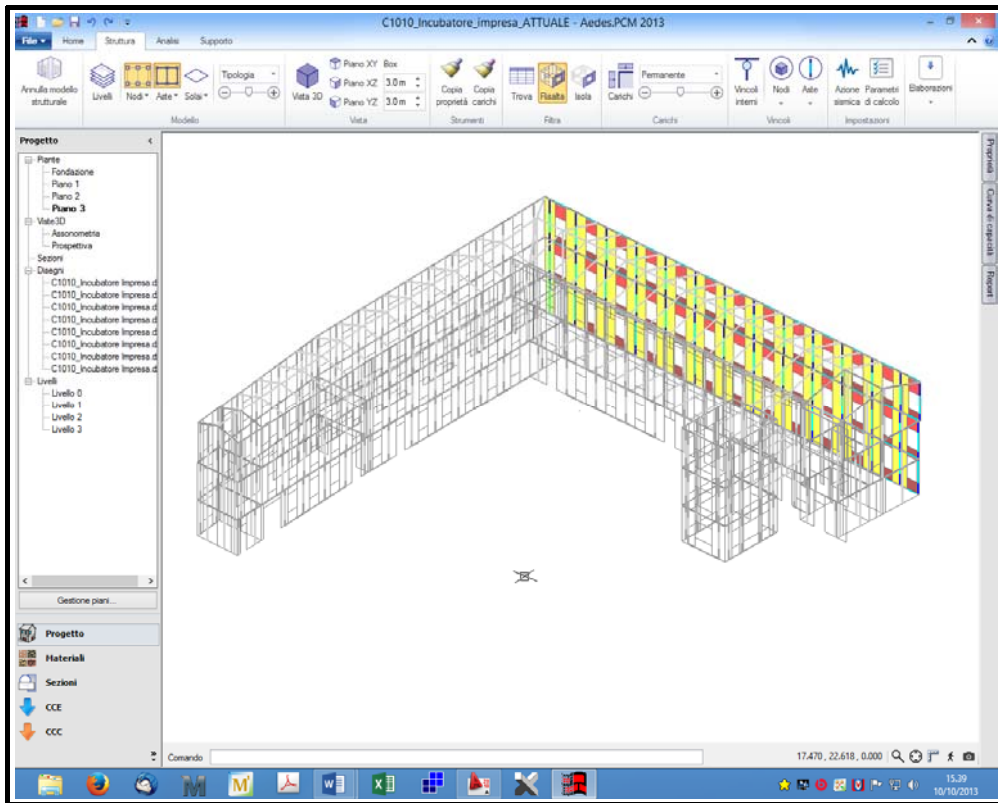 C1010_Incubatore_impresa_ATTUALE - Aedes.PCM 2013
File Home Struttura Analisi Supporto
Annulla modello strutturale
Livelli Nodi Aste Solai
Tipologia
Modello
Vista 3D
Piano XY Box
Piano XZ 3.0 m
Piano YZ 3.0 m
Vista
Copia proprietà
Copia carichi
Strumenti
Trova Risalta Isola
Filtra
Carichi
Permanente
Carichi
Vincoli interni
Nodi Aste
Vincoli
Azione sismica
Parametri di calcolo
Impostazioni
Elaborazioni
Progetto
Piante
Fondazione
Piano 1
Piano 2
Piano 3
Viste3D
Assonometria
Prospettiva
Sezioni
Disegni
C1010_Incubatore Impresa.d
C1010_Incubatore Impresa.d
C1010_Incubatore Impresa.d
C1010_Incubatore Impresa.d
C1010_Incubatore Impresa.d
C1010_Incubatore Impresa.d
C1010_Incubatore Impresa.d
Livelli
Livello 0
Livello 1
Livello 2
Livello 3
Gestione piani...
Progetto
Materiali
Sezioni
CCE
CCC
Proprietà
Curva di capacità
Report
Comando
17.470 , 22.618 , 0.000
15.39
10/10/2013